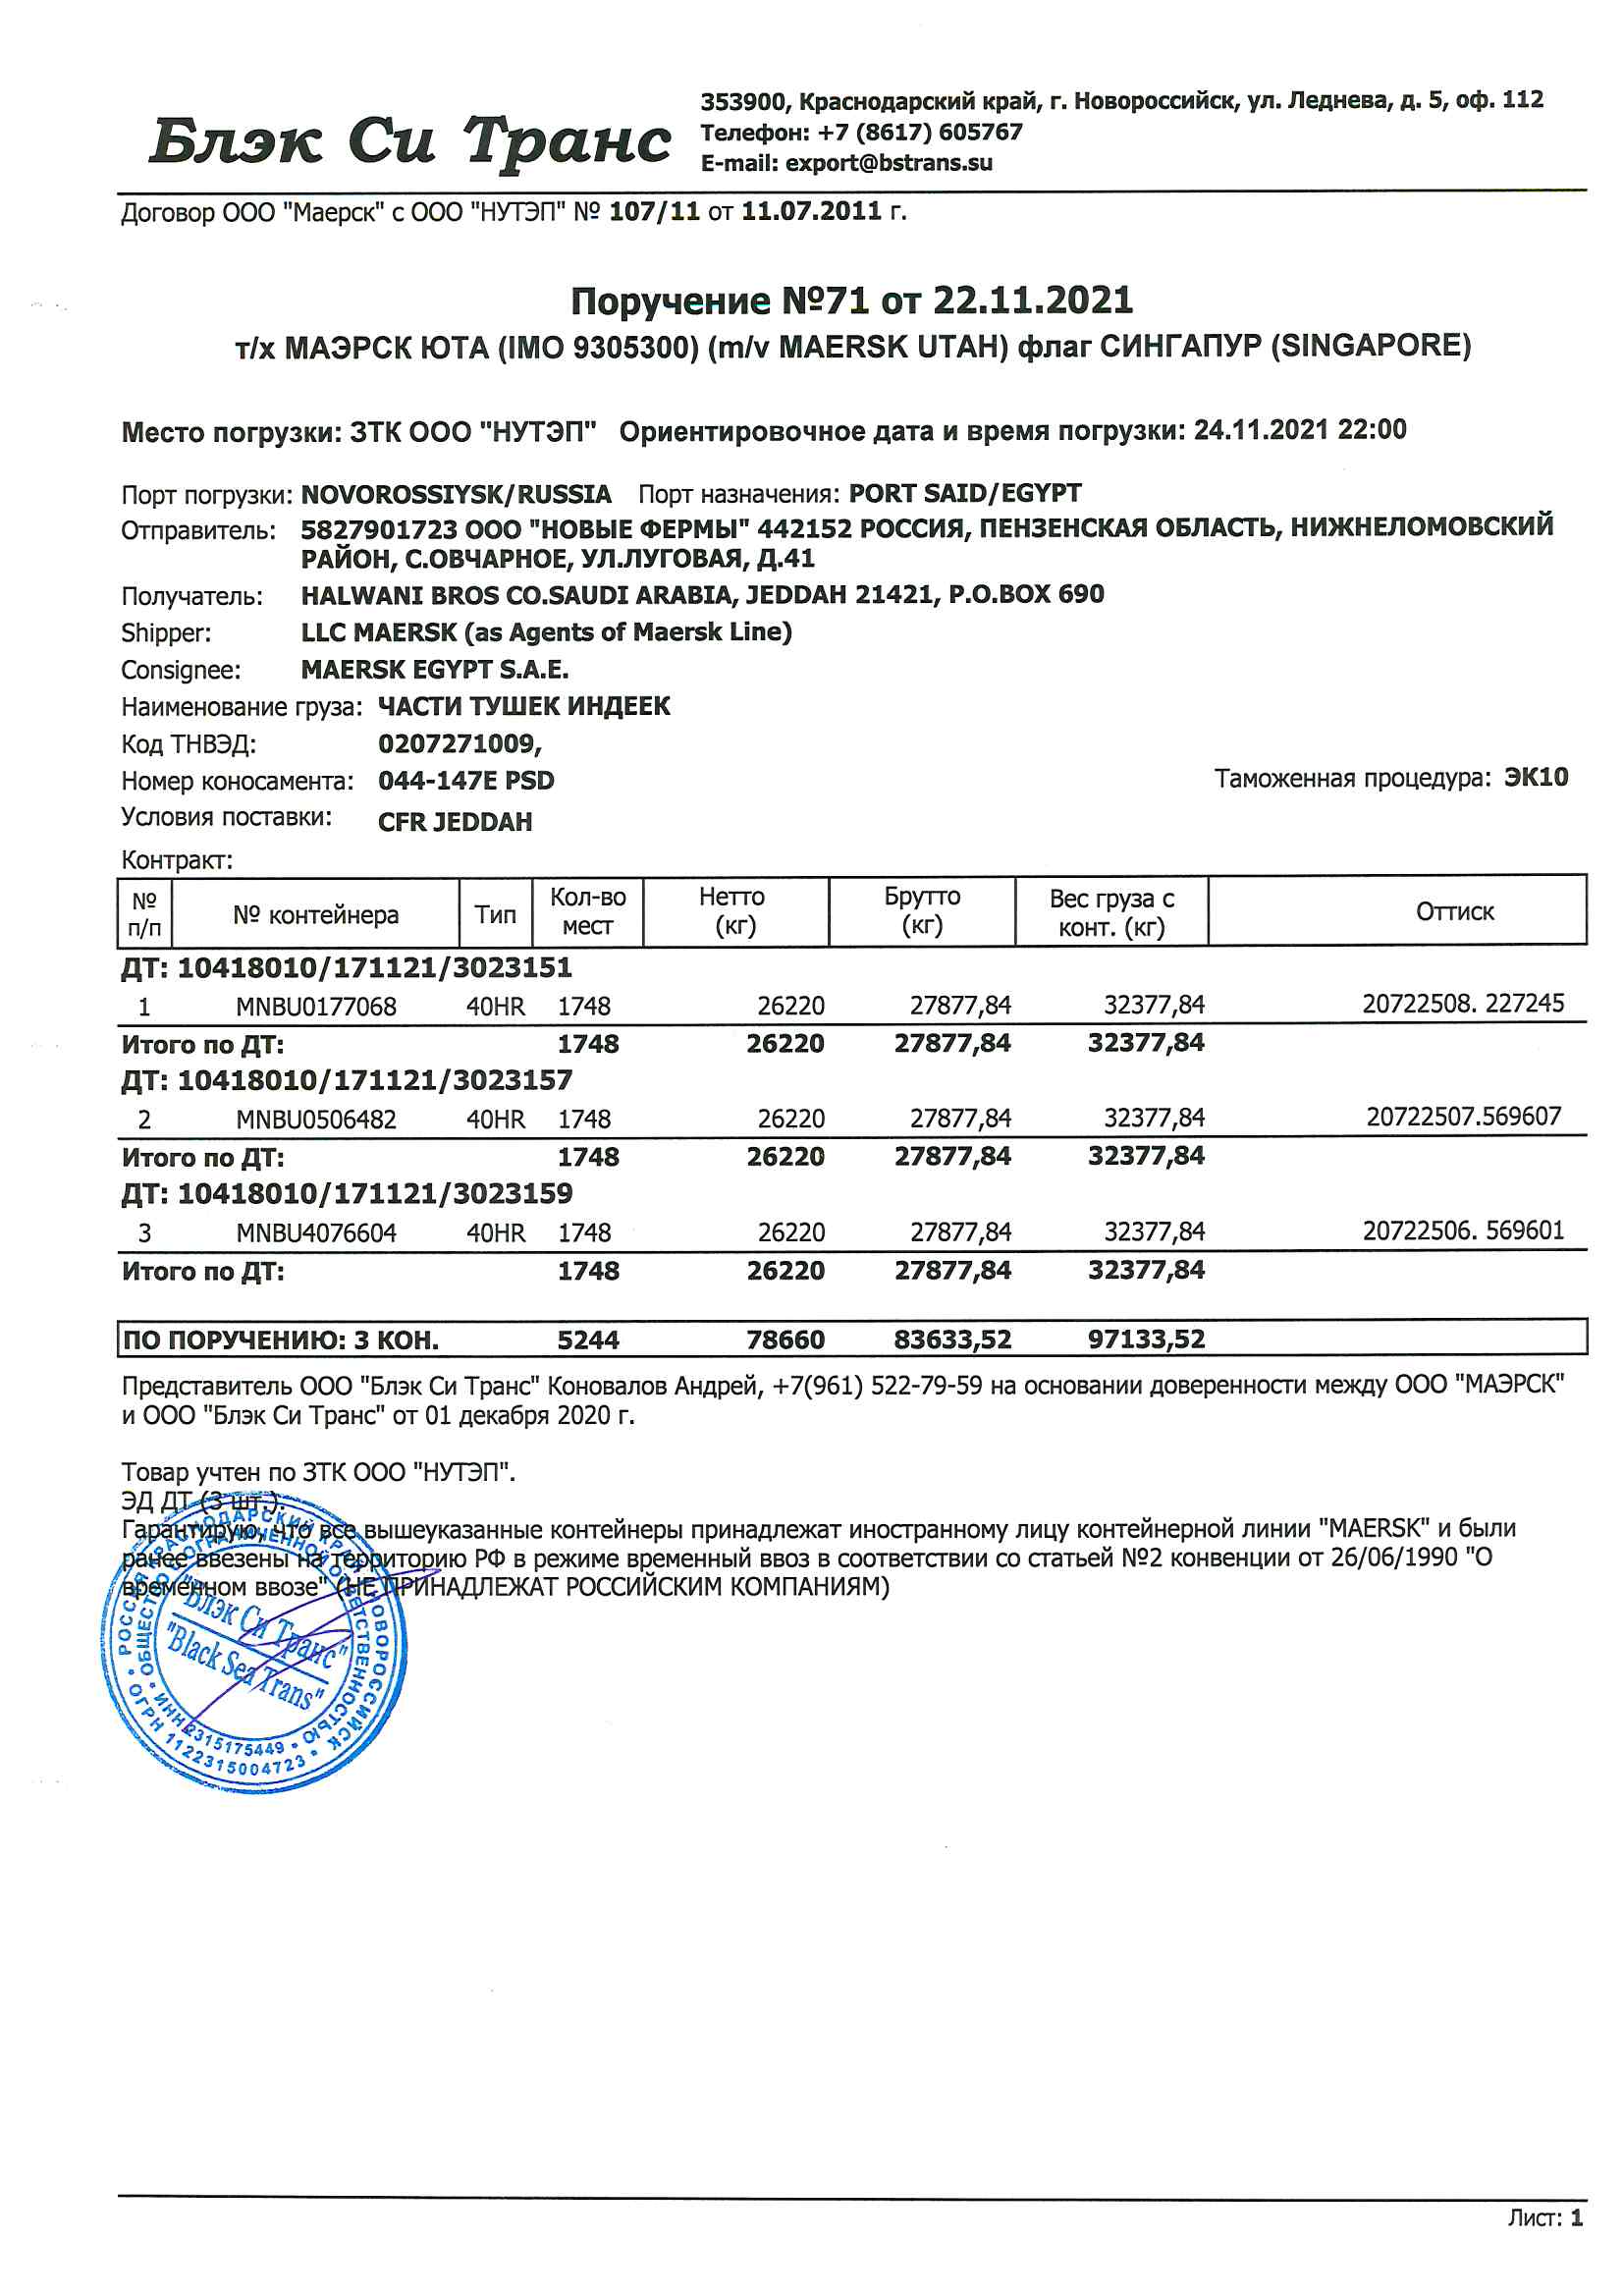 Блэк Си Транс
353900, Краснодарский край, г. Новороссийск, ул. Леднева, д. 5, оф. 112
Телефон: +7 (8617) 605767
E-mail: export@bstrans.su
Договор ООО "Маерск" с ООО "НУТЭП" № 107/11 от 11.07.2011 г.
Поручение №71 от 22.11.2021
т/х МАЭРСК ЮТА (IMO 9305300) (m/v MAERSK UTAH) флаг СИНГАПУР (SINGAPORE)
Место погрузки: ЗТК ООО "НУТЭП" Ориентировочное дата и время погрузки: 24.11.2021 22:00
Порт погрузки: NOVOROSSIYSK/RUSSIA Порт назначения: PORT SAID/EGYPT
Отправитель: 5827901723 ООО "НОВЫЕ ФЕРМЫ" 442152 РОССИЯ, ПЕНЗЕНСКАЯ ОБЛАСТЬ, НИЖНЕЛОМОВСКИЙ
РАЙОН, С.ОВЧАРНОЕ, УЛ.ЛУГОВАЯ, Д.41
Получатель: HALWANI BROS CO.SAUDI ARABIA, JEDDAH 21421, P.O.BOX 690
Shipper: LLC MAERSK (as Agents of Maersk Line)
Consignee: MAERSK EGYPT S.A.E.
Наименование груза: ЧАСТИ ТУШЕК ИНДЕЕК
Код ТНВЭД: 0207271009,
Номер коносамента: 044-147E PSD Таможенная процедура: ЭК10
Условия поставки: CFR JEDDAH
Контракт:
№ п/п № контейнера Тип Кол-во мест Нетто (кг) Брутто (кг) Вес груза с конт. (кг) Оттиск
ДТ: 10418010/171121/3023151
1 MNBU0177068 40HR 1748 26220 27877,84 32377,84 20722508. 227245
Итого по ДТ: 1748 26220 27877,84 32377,84
ДТ: 10418010/171121/3023157
2 MNBU0506482 40HR 1748 26220 27877,84 32377,84 20722507.569607
Итого по ДТ: 1748 26220 27877,84 32377,84
ДТ: 10418010/171121/3023159
3 MNBU4076604 40HR 1748 26220 27877,84 32377,84 20722506. 569601
Итого по ДТ: 1748 26220 27877,84 32377,84
ПО ПОРУЧЕНИЮ: 3 КОН. 5244 78660 83633,52 97133,52
Представитель ООО "Блэк Си Транс" Коновалов Андрей, +7(961) 522-79-59 на основании доверенности между ООО "МАЭРСК"
и ООО "Блэк Си Транс" от 01 декабря 2020 г.
Товар учтен по ЗТК ООО "НУТЭП".
ЭД ДТ (3 шт.).
Гарантирую, что все вышеуказанные контейнеры принадлежат иностранному лицу контейнерной линии "MAERSK" и были
ранее ввезены на территорию РФ в режиме временный ввоз в соответствии со статьей №2 конвенции от 26/06/1990 "О
временном ввозе" (НЕ ПРИНАДЛЕЖАТ РОССИЙСКИМ КОМПАНИЯМ)
РОССИЯ КРАСНОДАРСКИЙ КРАЙ Г. НОВОРОССИЙСК • ОГРН 1122315004723 •
ОБЩЕСТВО С ОГРАНИЧЕННОЙ ОТВЕТСТВЕННОСТЬЮ • ИНН 2315175449 •
"Блэк Си Транс"
"Black Sea Trans"
Лист: 1